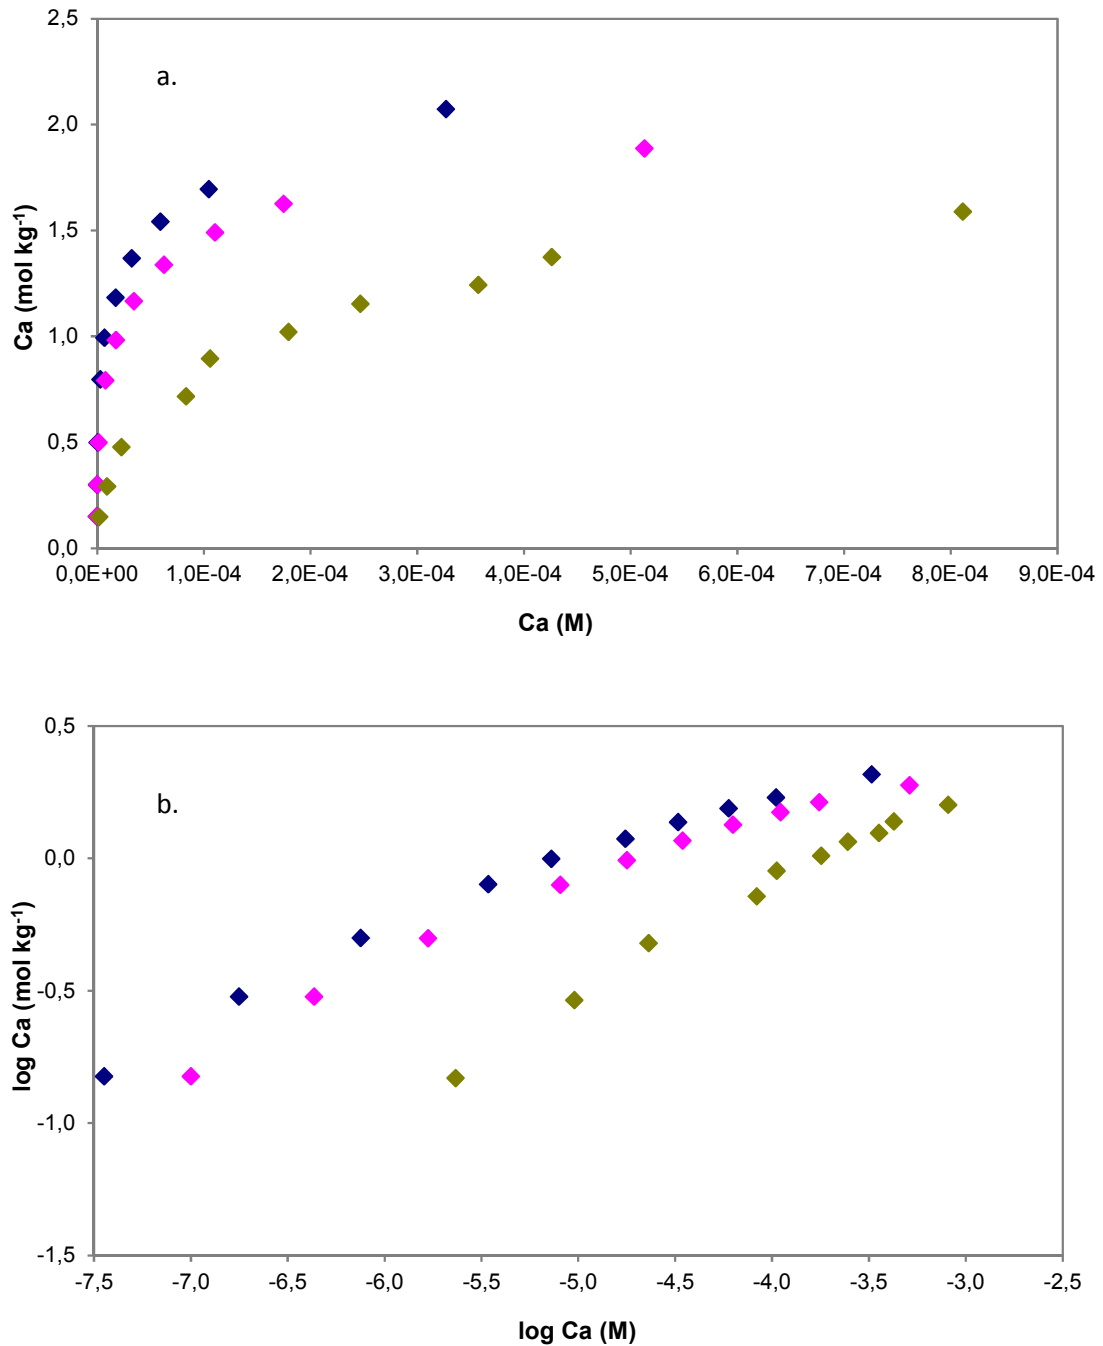 2,5
a.
2,0
1,5
1,0
0,5
0,0
Ca (mol kg-1)
0,0E+00 1,0E-04 2,0E-04 3,0E-04 4,0E-04 5,0E-04 6,0E-04 7,0E-04 8,0E-04 9,0E-04
Ca (M)
0,5
b.
0,0
-0,5
-1,0
-1,5
log Ca (mol kg-1)
-7,5 -7,0 -6,5 -6,0 -5,5 -5,0 -4,5 -4,0 -3,5 -3,0 -2,5
log Ca (M)